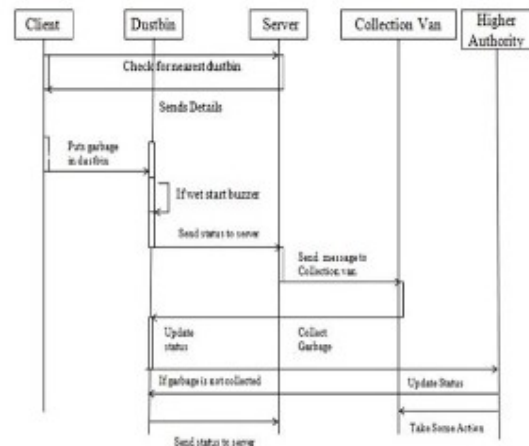 Client
Dustbin
Server
Collection Van
Higher
Authority
Check for nearest dustbin
Sends Details
Puts garbage
in dustbin
If wet start buzzer
Send status to server
Send message to
Collection van
Update
status
Collect
Garbage
If garbage is not collected
Update Status
Take Some Action
Send status to server